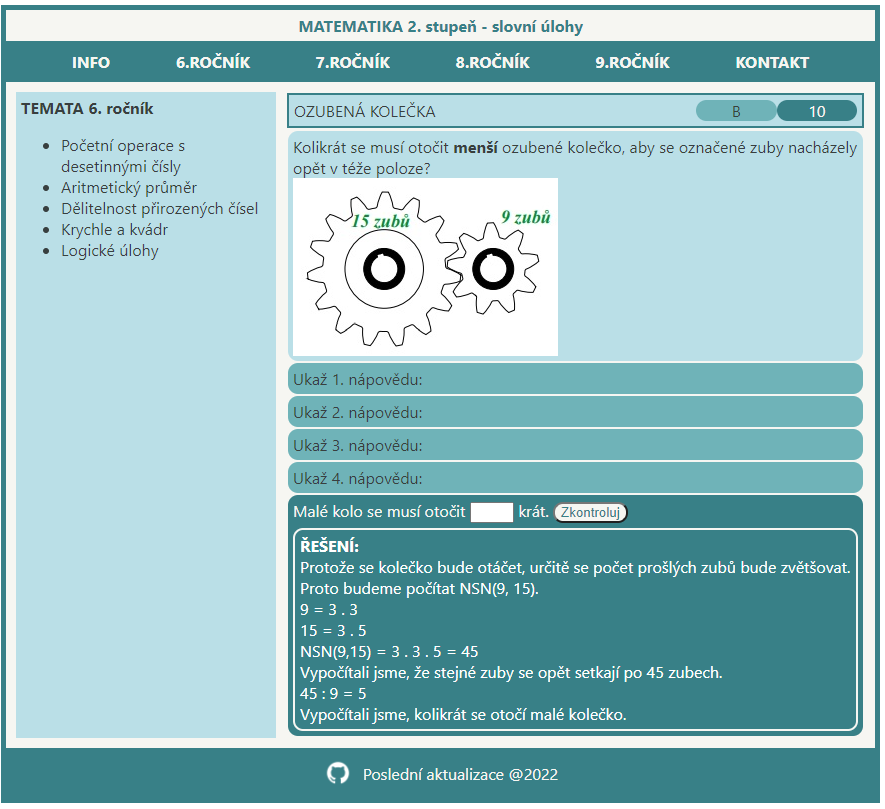 MATEMATIKA 2. stupeň - slovní úlohy
INFO 6.ROČNÍK 7.ROČNÍK 8.ROČNÍK 9.ROČNÍK KONTAKT
TEMATA 6. ročník
Početní operace s
desetinnými čísly
Aritmetický průměr
Dělitelnost přirozených čísel
Krychle a kvádr
Logické úlohy
OZUBENÁ KOLEČKA B 10
Kolikrát se musí otočit menší ozubené kolečko, aby se označené zuby nacházely
opět v téže poloze?
15 zubů 9 zubů
Ukaž 1. nápovědu:
Ukaž 2. nápovědu:
Ukaž 3. nápovědu:
Ukaž 4. nápovědu:
Malé kolo se musí otočit krát. Zkontroluj
ŘEŠENÍ:
Protože se kolečko bude otáčet, určitě se počet prošlých zubů bude zvětšovat.
Proto budeme počítat NSN(9, 15).
9 = 3 . 3
15 = 3 . 5
NSN(9,15) = 3 . 3 . 5 = 45
Vypočítali jsme, že stejné zuby se opět setkají po 45 zubech.
45 : 9 = 5
Vypočítali jsme, kolikrát se otočí malé kolečko.
Poslední aktualizace @2022